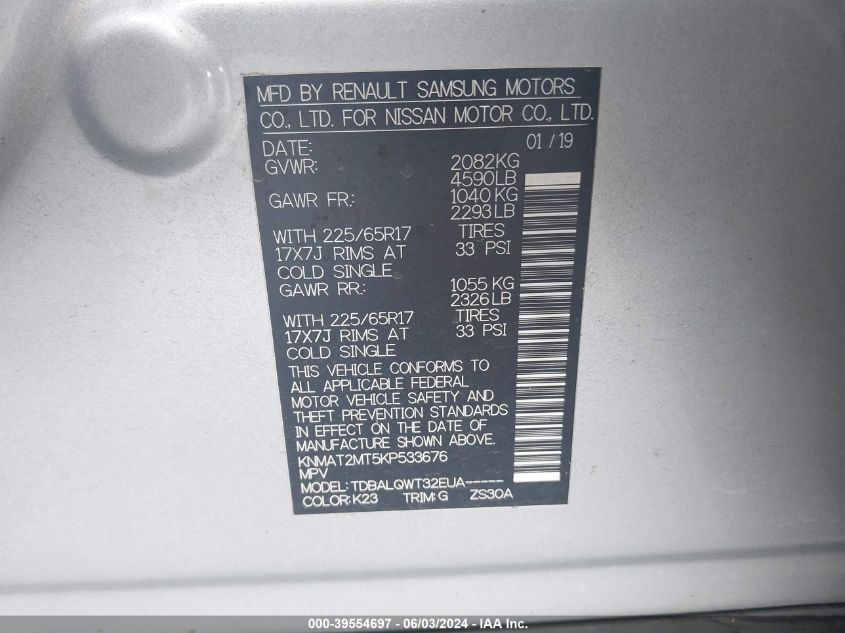 MFD BY RENAULT SAMSUNG MOTORS
CO., LTD. FOR NISSAN MOTOR CO., LTD.
DATE: 01 / 19
GVWR: 2082KG
4590LB
GAWR FR.: 1040 KG
2293 LB
WITH 225/65R17 TIRES
17X7J RIMS AT 33 PSI
COLD SINGLE
GAWR RR.: 1055 KG
2326 LB
WITH 225/65R17 TIRES
17X7J RIMS AT 33 PSI
COLD SINGLE
THIS VEHICLE CONFORMS TO
ALL APPLICABLE FEDERAL
MOTOR VEHICLE SAFETY AND
THEFT PREVENTION STANDARDS
IN EFFECT ON THE DATE OF
MANUFACTURE SHOWN ABOVE.
KNMAT2MT5KP533676
MPV
MODEL: TDBALQWT32EUA-----
COLOR: K23 TRIM: G ZS30A
000-39554697 - 06/03/2024 - IAA Inc.